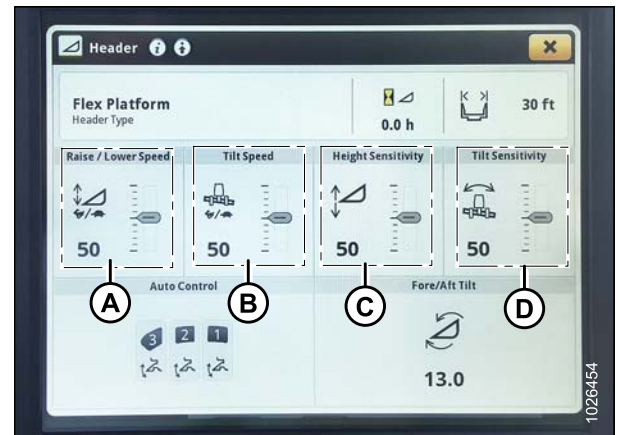 Header
Flex Platform
Header Type
0.0 h
30 ft
Raise / Lower Speed
Tilt Speed
Height Sensitivity
Tilt Sensitivity
50
50
50
50
A
B
C
D
Auto Control
Fore/Aft Tilt
3 2 1
13.0
1026454